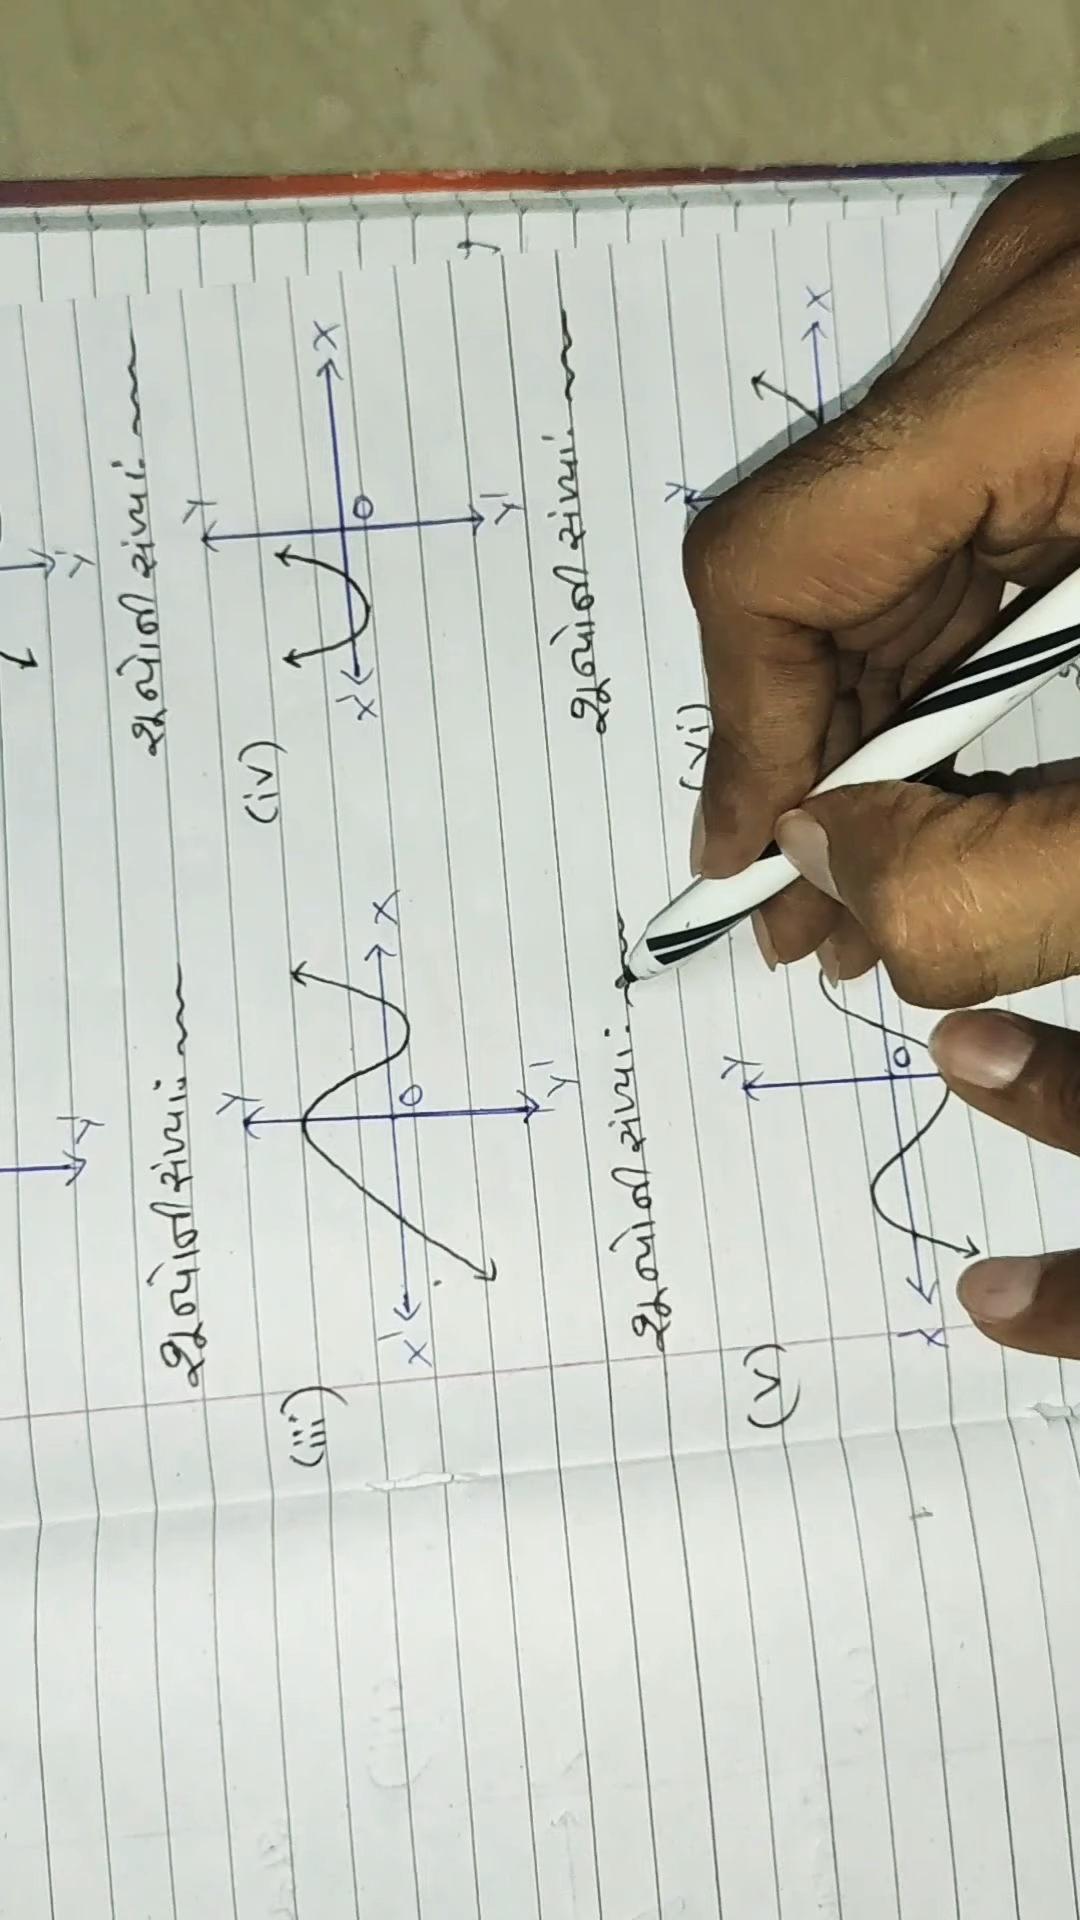 Y'
Y'
શૂન્યોની સંખ્યા:
શૂન્યોની સંખ્યા:
(iii)
Y
X'
O
X
Y'
(iv)
Y
X'
O
X
Y'
શૂન્યોની સંખ્યા:
શૂન્યોની સંખ્યા:
(v)
Y
X'
O
(vi)
Y
X